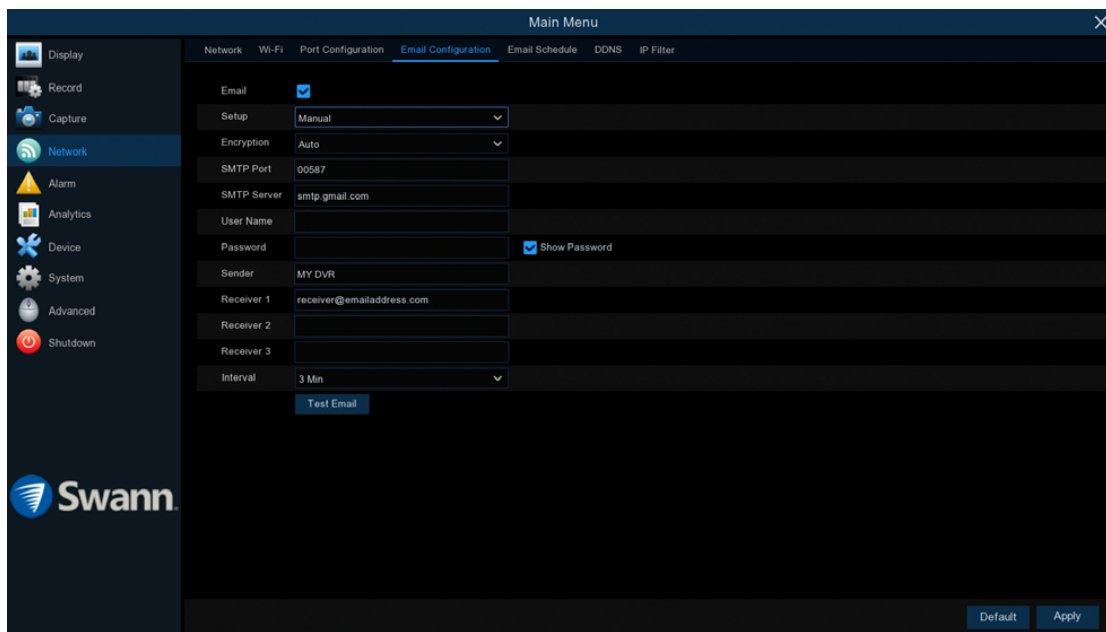 Main Menu
Display
Record
Capture
Network
Alarm
Analytics
Device
System
Advanced
Shutdown
Swann.
Network Wi-Fi Port Configuration Email Configuration Email Schedule DDNS IP Filter
Email
Setup Manual
Encryption Auto
SMTP Port 00587
SMTP Server smtp.gmail.com
User Name
Password Show Password
Sender MY DVR
Receiver 1 receiver@emailaddress.com
Receiver 2
Receiver 3
Interval 3 Min
Test Email
Default Apply